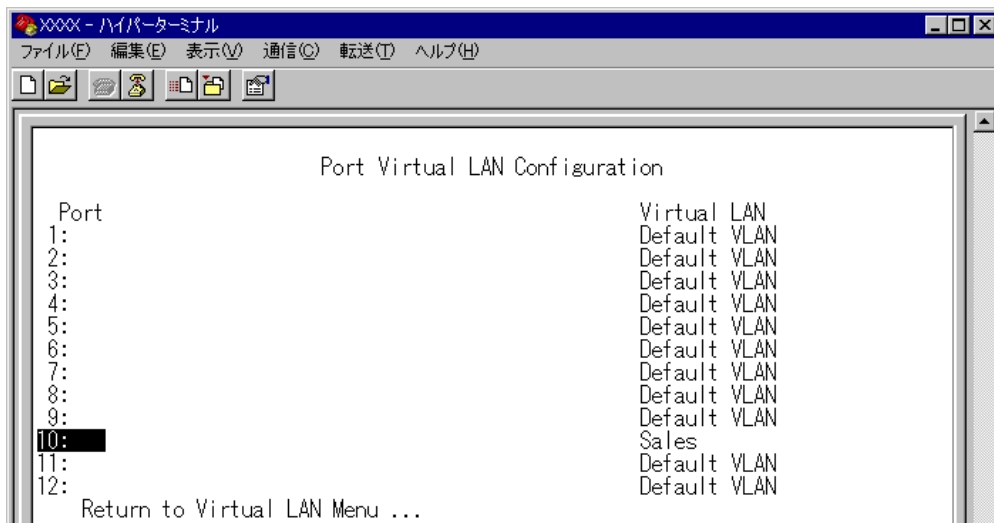 XXXX - ハイパーターミナル
ファイル(F) 編集(E) 表示(V) 通信(C) 転送(T) ヘルプ(H)
Port Virtual LAN Configuration
Port Virtual LAN
1: Default VLAN
2: Default VLAN
3: Default VLAN
4: Default VLAN
5: Default VLAN
6: Default VLAN
7: Default VLAN
8: Default VLAN
9: Default VLAN
10: Sales
11: Default VLAN
12: Default VLAN
Return to Virtual LAN Menu ...